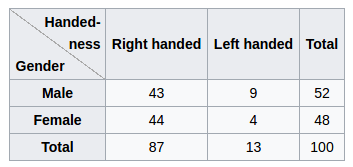 Handed-
ness
Gender
Right handed Left handed Total
Male 43 9 52
Female 44 4 48
Total 87 13 100